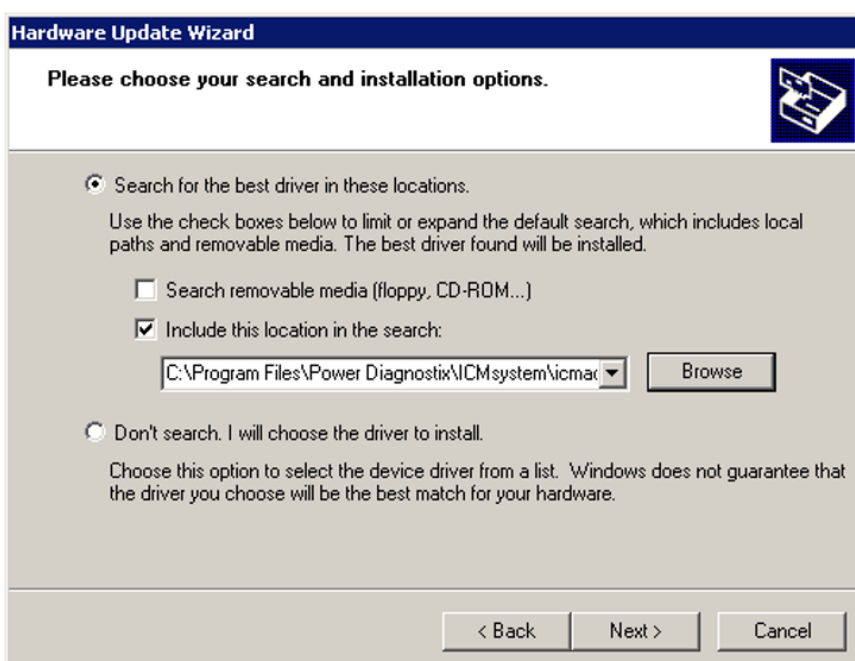 Hardware Update Wizard
Please choose your search and installation options.
Search for the best driver in these locations.
Use the check boxes below to limit or expand the default search, which includes local
paths and removable media. The best driver found will be installed.
Search removable media (floppy, CD-ROM...)
Include this location in the search:
C:\Program Files\Power Diagnostix\ICMsystem\icmac
Browse
Don't search. I will choose the driver to install.
Choose this option to select the device driver from a list. Windows does not guarantee that
the driver you choose will be the best match for your hardware.
< Back
Next >
Cancel